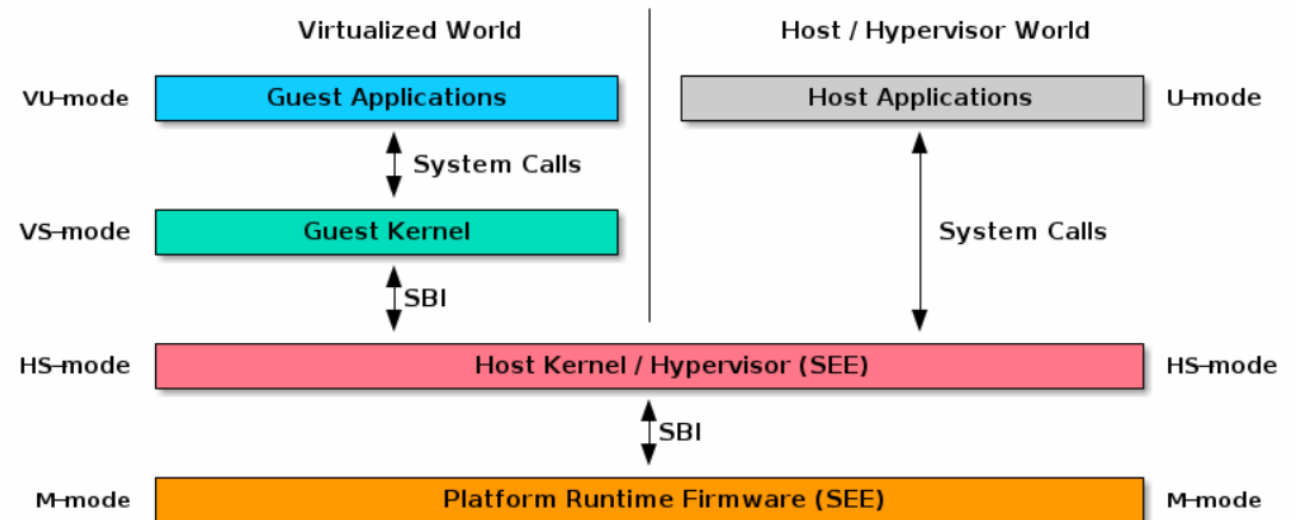 Virtualized World
Host / Hypervisor World
VU-mode
Guest Applications
Host Applications
U-mode
System Calls
VS-mode
Guest Kernel
System Calls
SBI
HS-mode
Host Kernel / Hypervisor (SEE)
HS-mode
SBI
M-mode
Platform Runtime Firmware (SEE)
M-mode